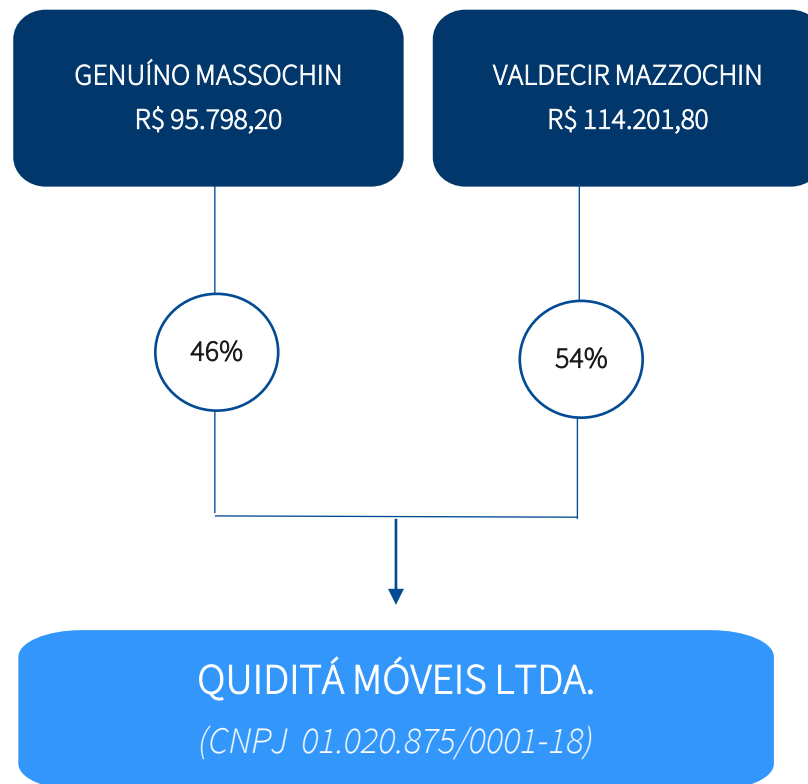 GENUÍNO MASSOCHIN
R$ 95.798,20
VALDECIR MAZZOCHIN
R$ 114.201,80
46%
54%
QUIDITÁ MÓVEIS LTDA.
(CNPJ 01.020.875/0001-18)